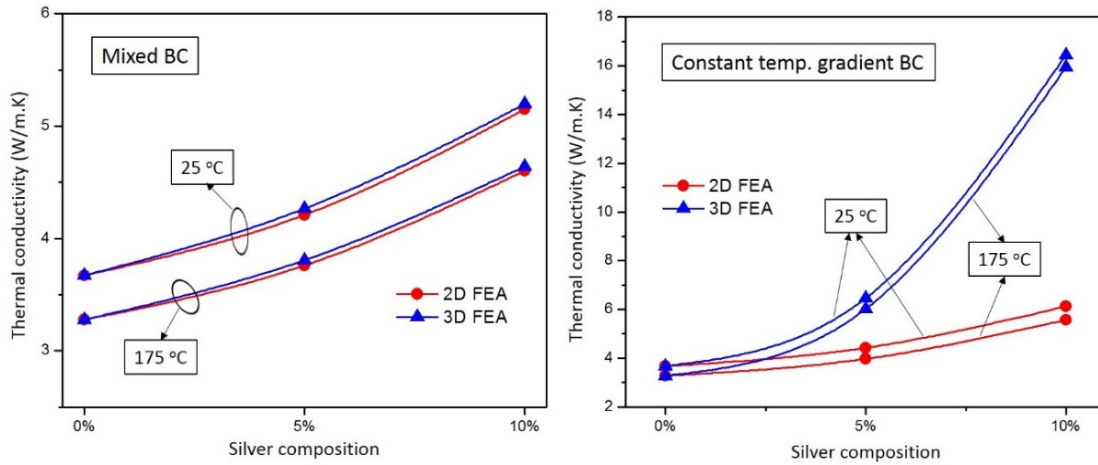 Mixed BC
Thermal conductivity (W/m.K)
6
5
4
3
25 °C
175 °C
2D FEA
3D FEA
0%
5%
10%
Silver composition
Constant temp. gradient BC
Thermal conductivity (W/m.K)
18
16
14
12
10
8
6
4
2
2D FEA
3D FEA
25 °C
175 °C
0%
5%
10%
Silver composition